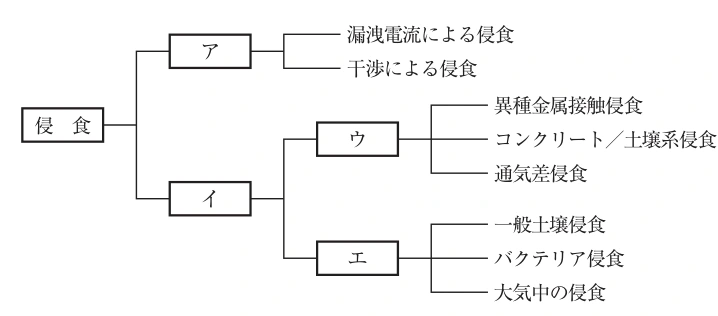 漏洩電流による侵食
ア
干渉による侵食
侵　食
異種金属接触侵食
ウ
コンクリート／土壌系侵食
通気差侵食
イ
一般土壌侵食
エ
バクテリア侵食
大気中の侵食